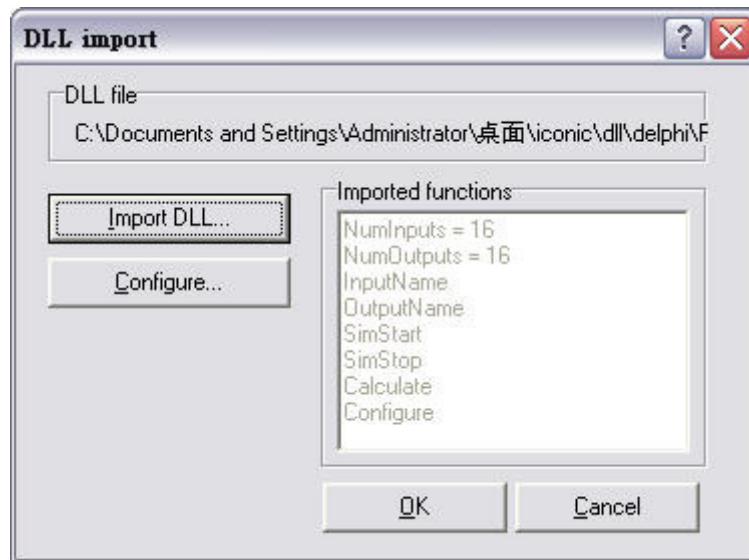 DLL import
DLL file
C:\Documents and Settings\Administrator\桌面\iconic\dll\delphi\F
Import DLL...
Configure...
Imported functions
NumInputs = 16
NumOutputs = 16
InputName
OutputName
SimStart
SimStop
Calculate
Configure
OK
Cancel